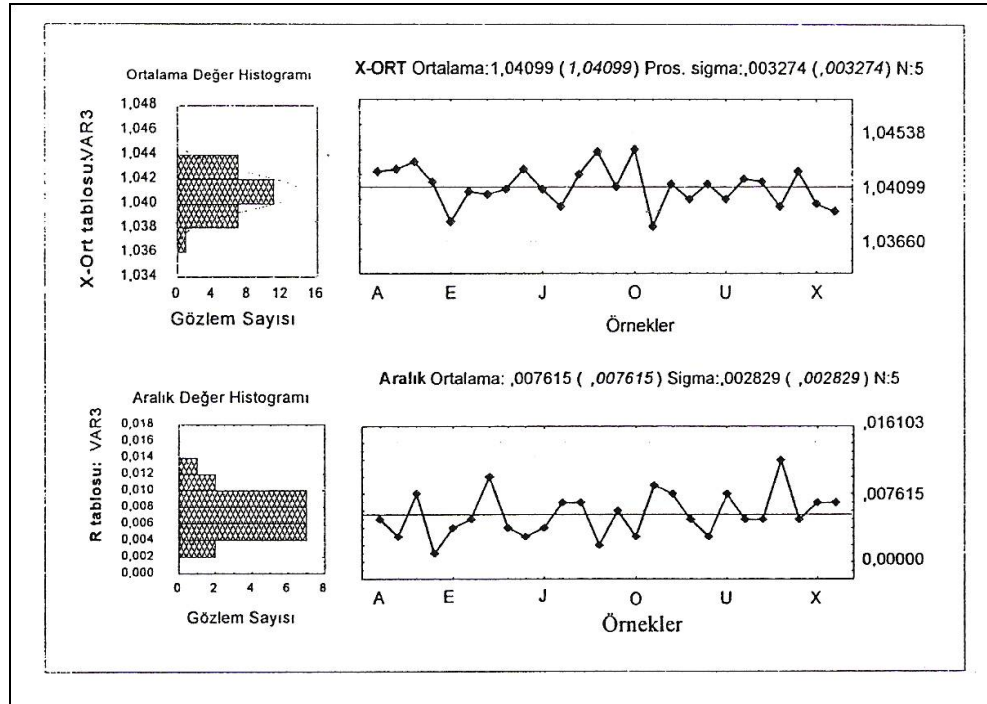 Ortalama Değer Histogramı
X-ORT Ortalama:1,04099 (1,04099) Pros. sigma:,003274 (,003274) N:5
X-Ort tablosu:VAR3
1,048
1,046
1,044
1,042
1,040
1,038
1,036
1,034
0 4 8 12 16
Gözlem Sayısı
1,04538
1,04099
1,03660
A E J O U X
Örnekler
Aralık Değer Histogramı
Aralık Ortalama: ,007615 ( ,007615) Sigma:,002829 ( ,002829) N:5
R tablosu: VAR3
0,018
0,016
0,014
0,012
0,010
0,008
0,006
0,004
0,002
0,000
0 2 4 6 8
Gözlem Sayısı
,016103
,007615
0,00000
A E J O U X
Örnekler